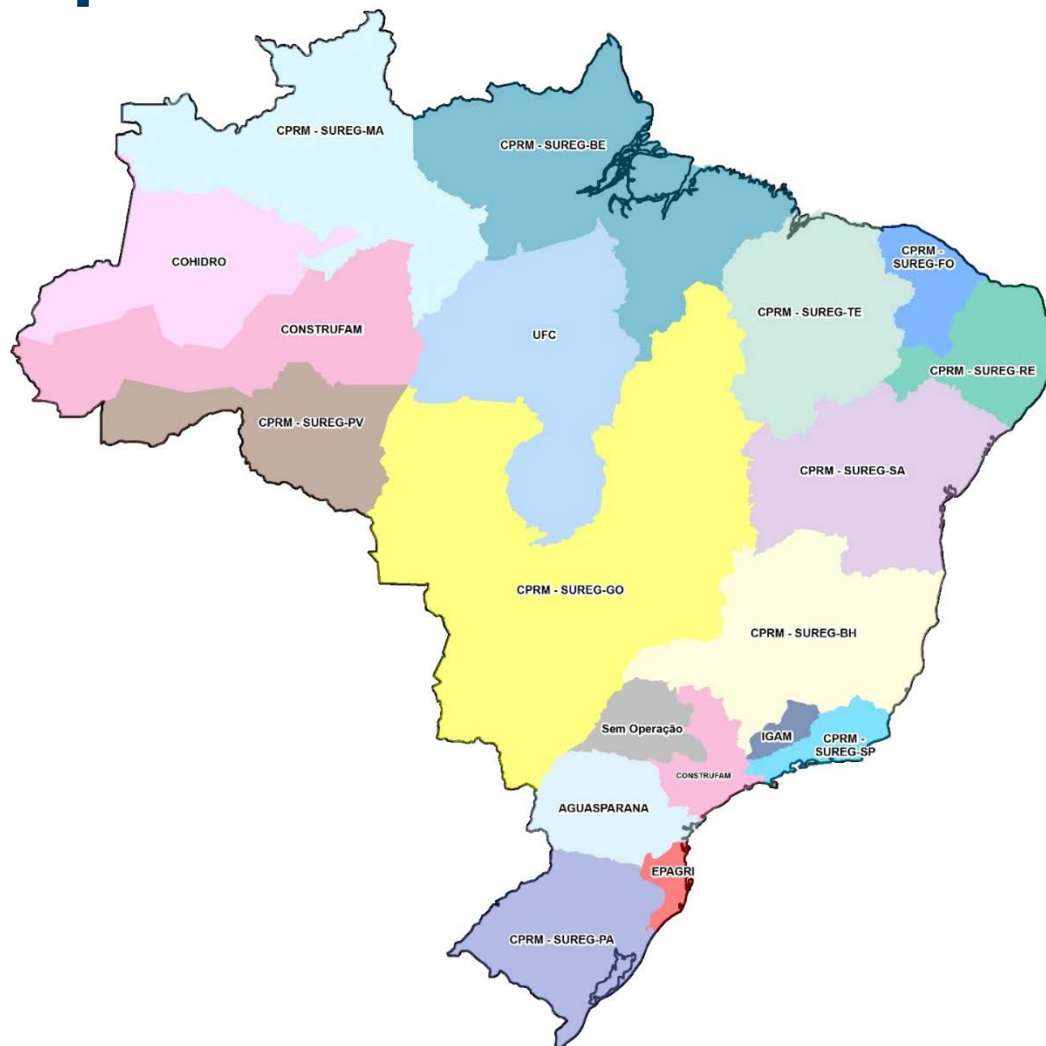 CPRM - SUREG-MA
CPRM - SUREG-BE
COHIDRO
CPRM -
SUREG-FO
CONSTRUFAM
UFC
CPRM - SUREG-TE
CPRM - SUREG-RE
CPRM - SUREG-PV
CPRM - SUREG-SA
CPRM - SUREG-GO
CPRM - SUREG-BH
Sem Operação
IGAM
CPRM -
SUREG-SP
CONSTRUFAM
AGUASPARANA
EPAGRI
CPRM - SUREG-PA